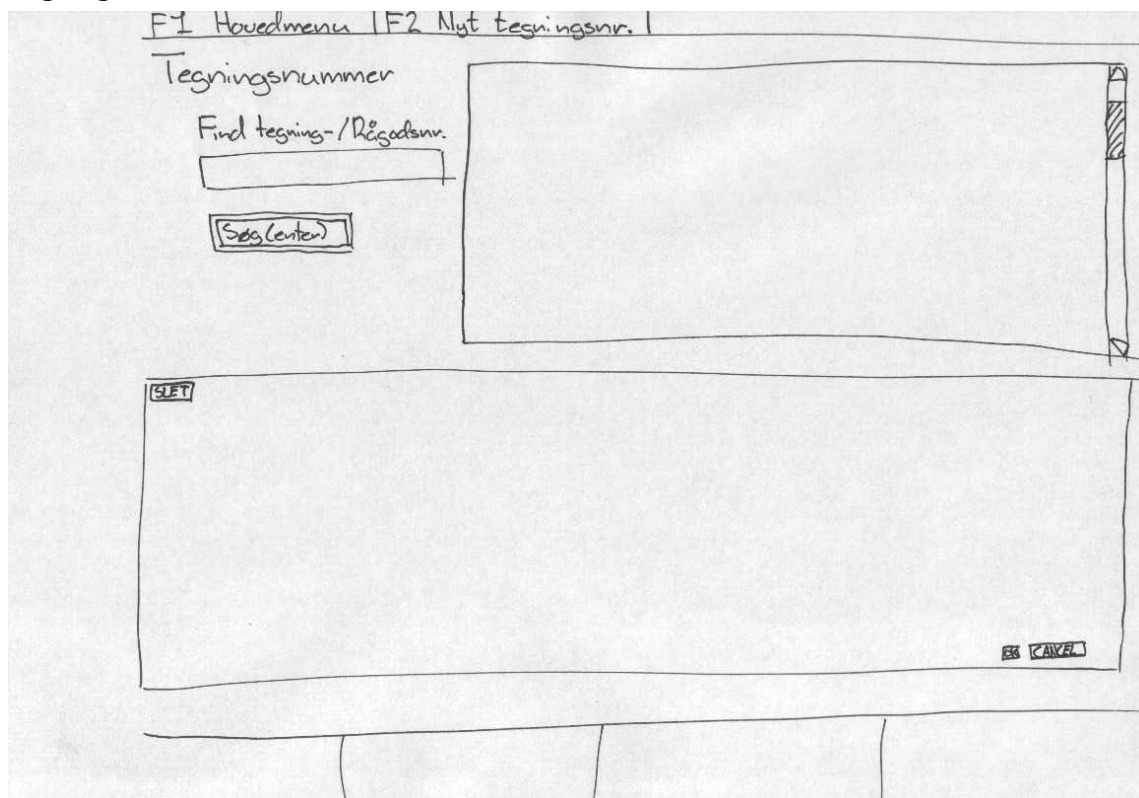 F1 Hovedmenu | F2 Nyt tegningsnr. |
Tegningsnummer
Find tegning-/Rågodsnr.
Søg (enter)
SLET
OK CANCEL